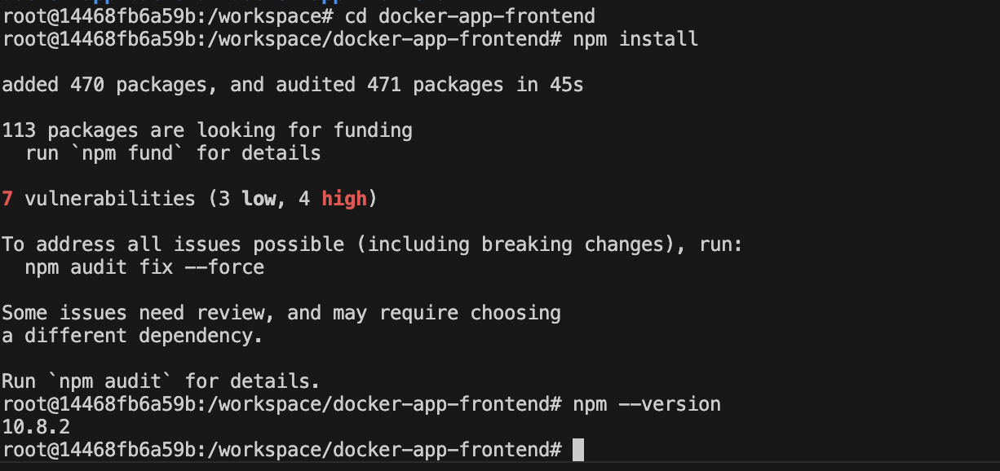 root@14468fb6a59b:/workspace# cd docker-app-frontend
root@14468fb6a59b:/workspace/docker-app-frontend# npm install
added 470 packages, and audited 471 packages in 45s
113 packages are looking for funding
  run `npm fund` for details
7 vulnerabilities (3 low, 4 high)
To address all issues possible (including breaking changes), run:
  npm audit fix --force
Some issues need review, and may require choosing
a different dependency.
Run `npm audit` for details.
root@14468fb6a59b:/workspace/docker-app-frontend# npm --version
10.8.2
root@14468fb6a59b:/workspace/docker-app-frontend#